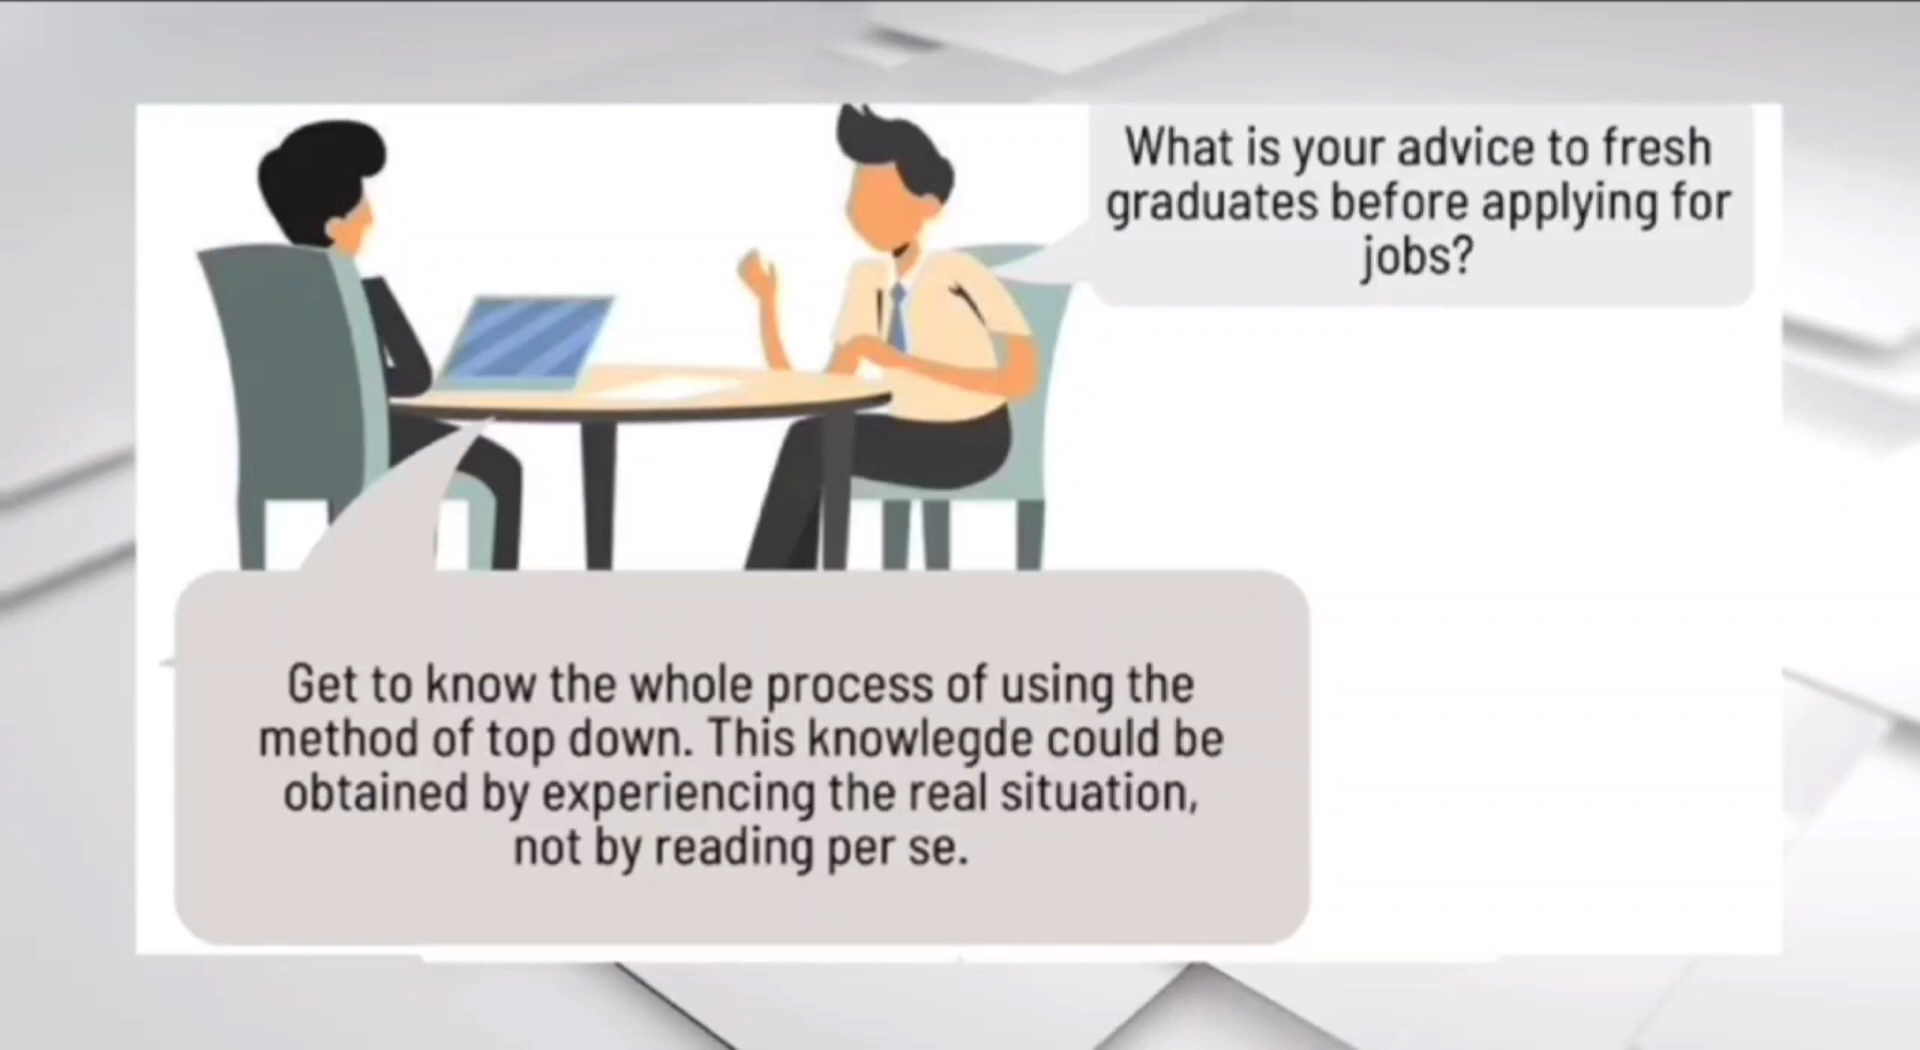 What is your advice to fresh
graduates before applying for
jobs?
Get to know the whole process of using the
method of top down. This knowlegde could be
obtained by experiencing the real situation,
not by reading per se.